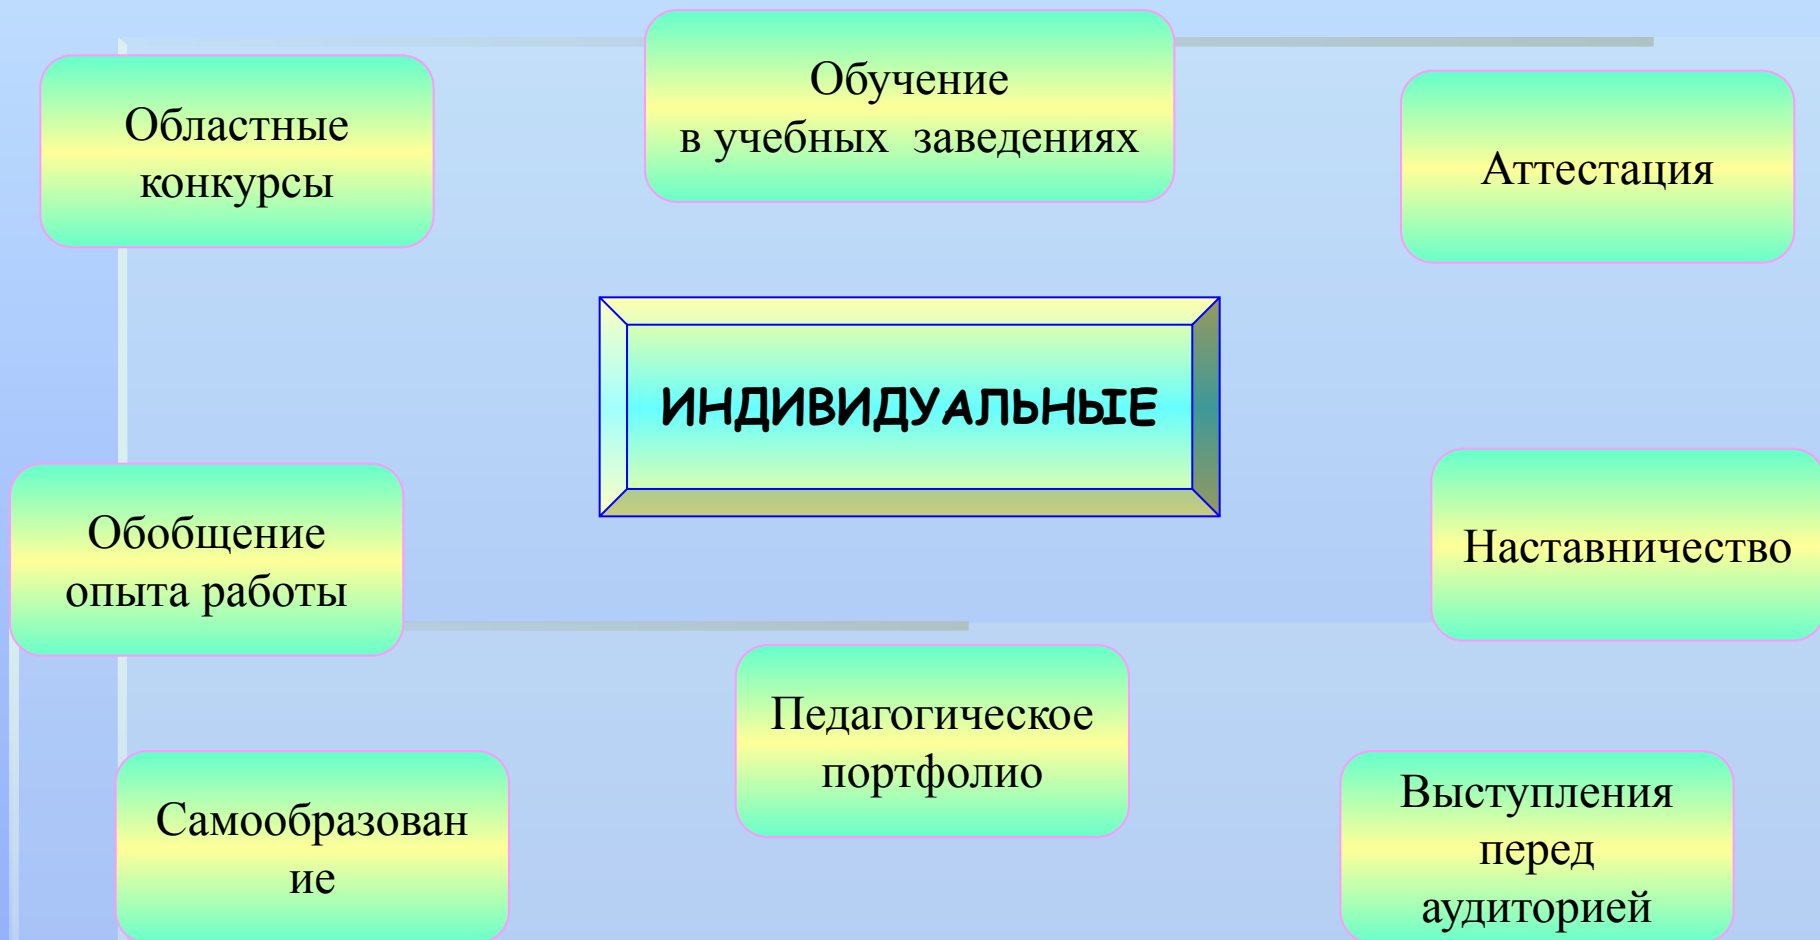 Областные
конкурсы
Обучение
в учебных заведениях
Аттестация
ИНДИВИДУАЛЬНЫЕ
Обобщение
опыта работы
Наставничество
Педагогическое
портфолио
Самообразован
ие
Выступления
перед
аудиторией